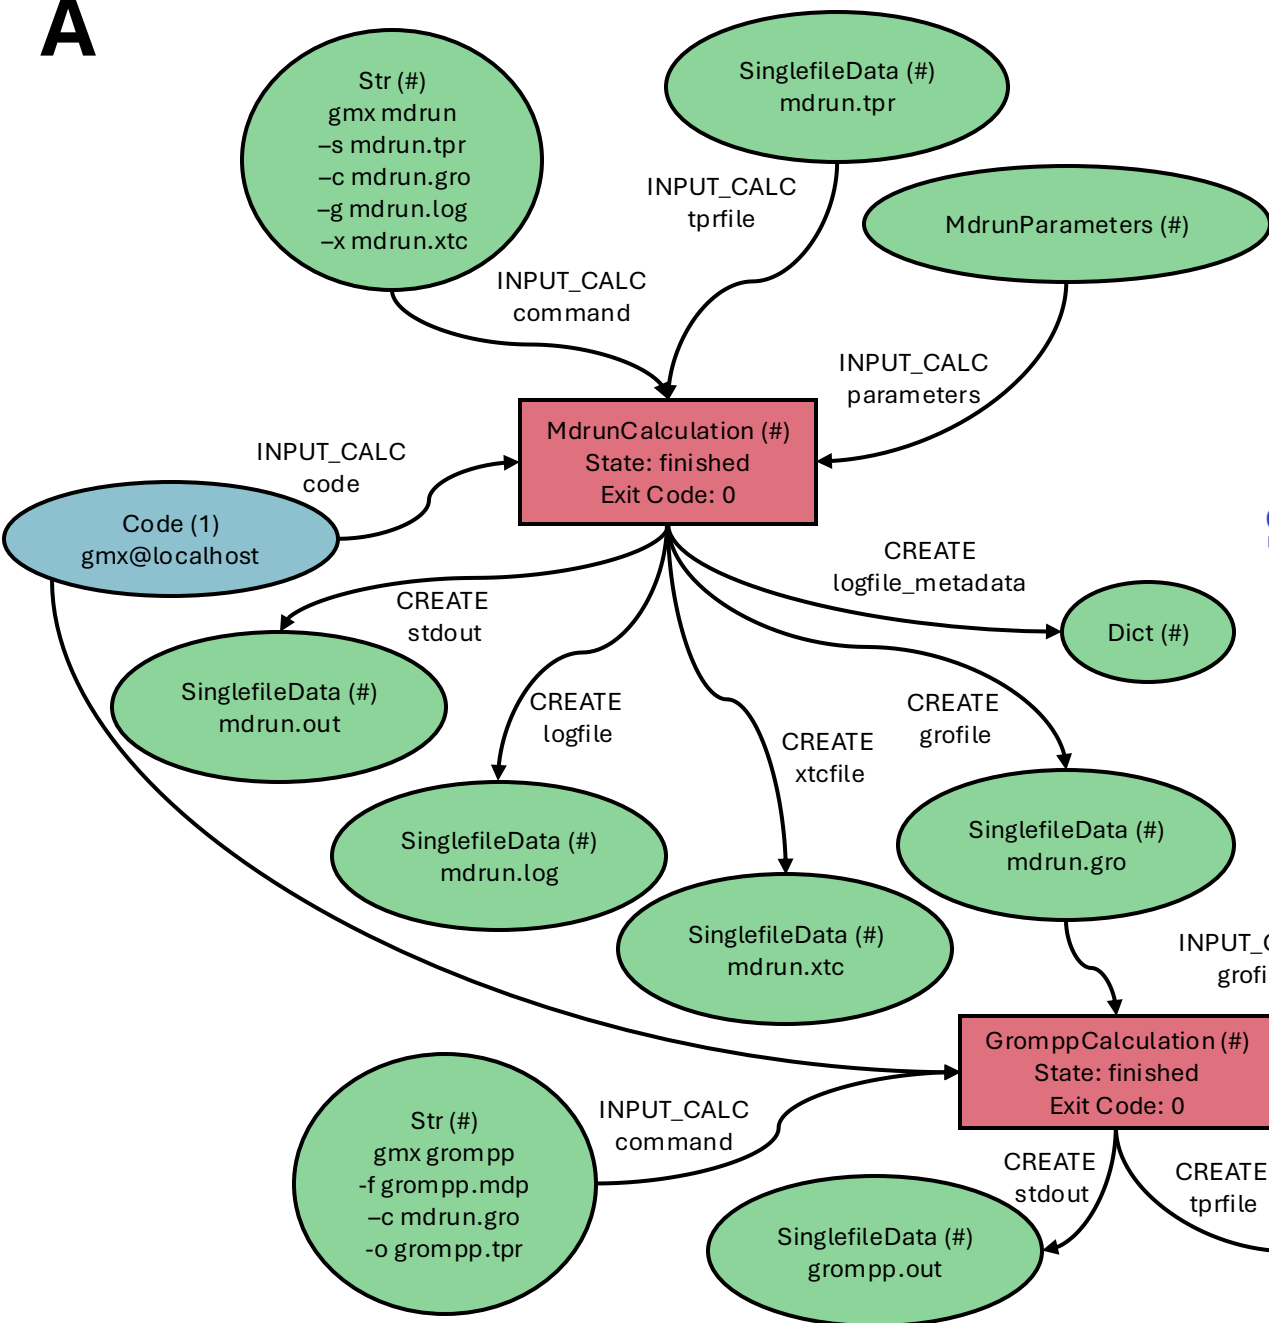 A
Str (#)
gmx mdrun
–s mdrun.tpr
–c mdrun.gro
–g mdrun.log
–x mdrun.xtc
SinglefileData (#)
mdrun.tpr
MdrunParameters (#)
INPUT_CALC
tprfile
INPUT_CALC
command
INPUT_CALC
parameters
MdrunCalculation (#)
State: finished
Exit Code: 0
INPUT_CALC
code
Code (1)
gmx@localhost
CREATE
logfile_metadata
Dict (#)
CREATE
stdout
SinglefileData (#)
mdrun.out
CREATE
logfile
CREATE
xtcfile
CREATE
grofile
SinglefileData (#)
mdrun.log
SinglefileData (#)
mdrun.xtc
SinglefileData (#)
mdrun.gro
INPUT_C
grofi
GromppCalculation (#)
State: finished
Exit Code: 0
Str (#)
gmx grompp
-f grompp.mdp
–c mdrun.gro
-o grompp.tpr
INPUT_CALC
command
CREATE
stdout
CREATE
tprfile
SinglefileData (#)
grompp.out